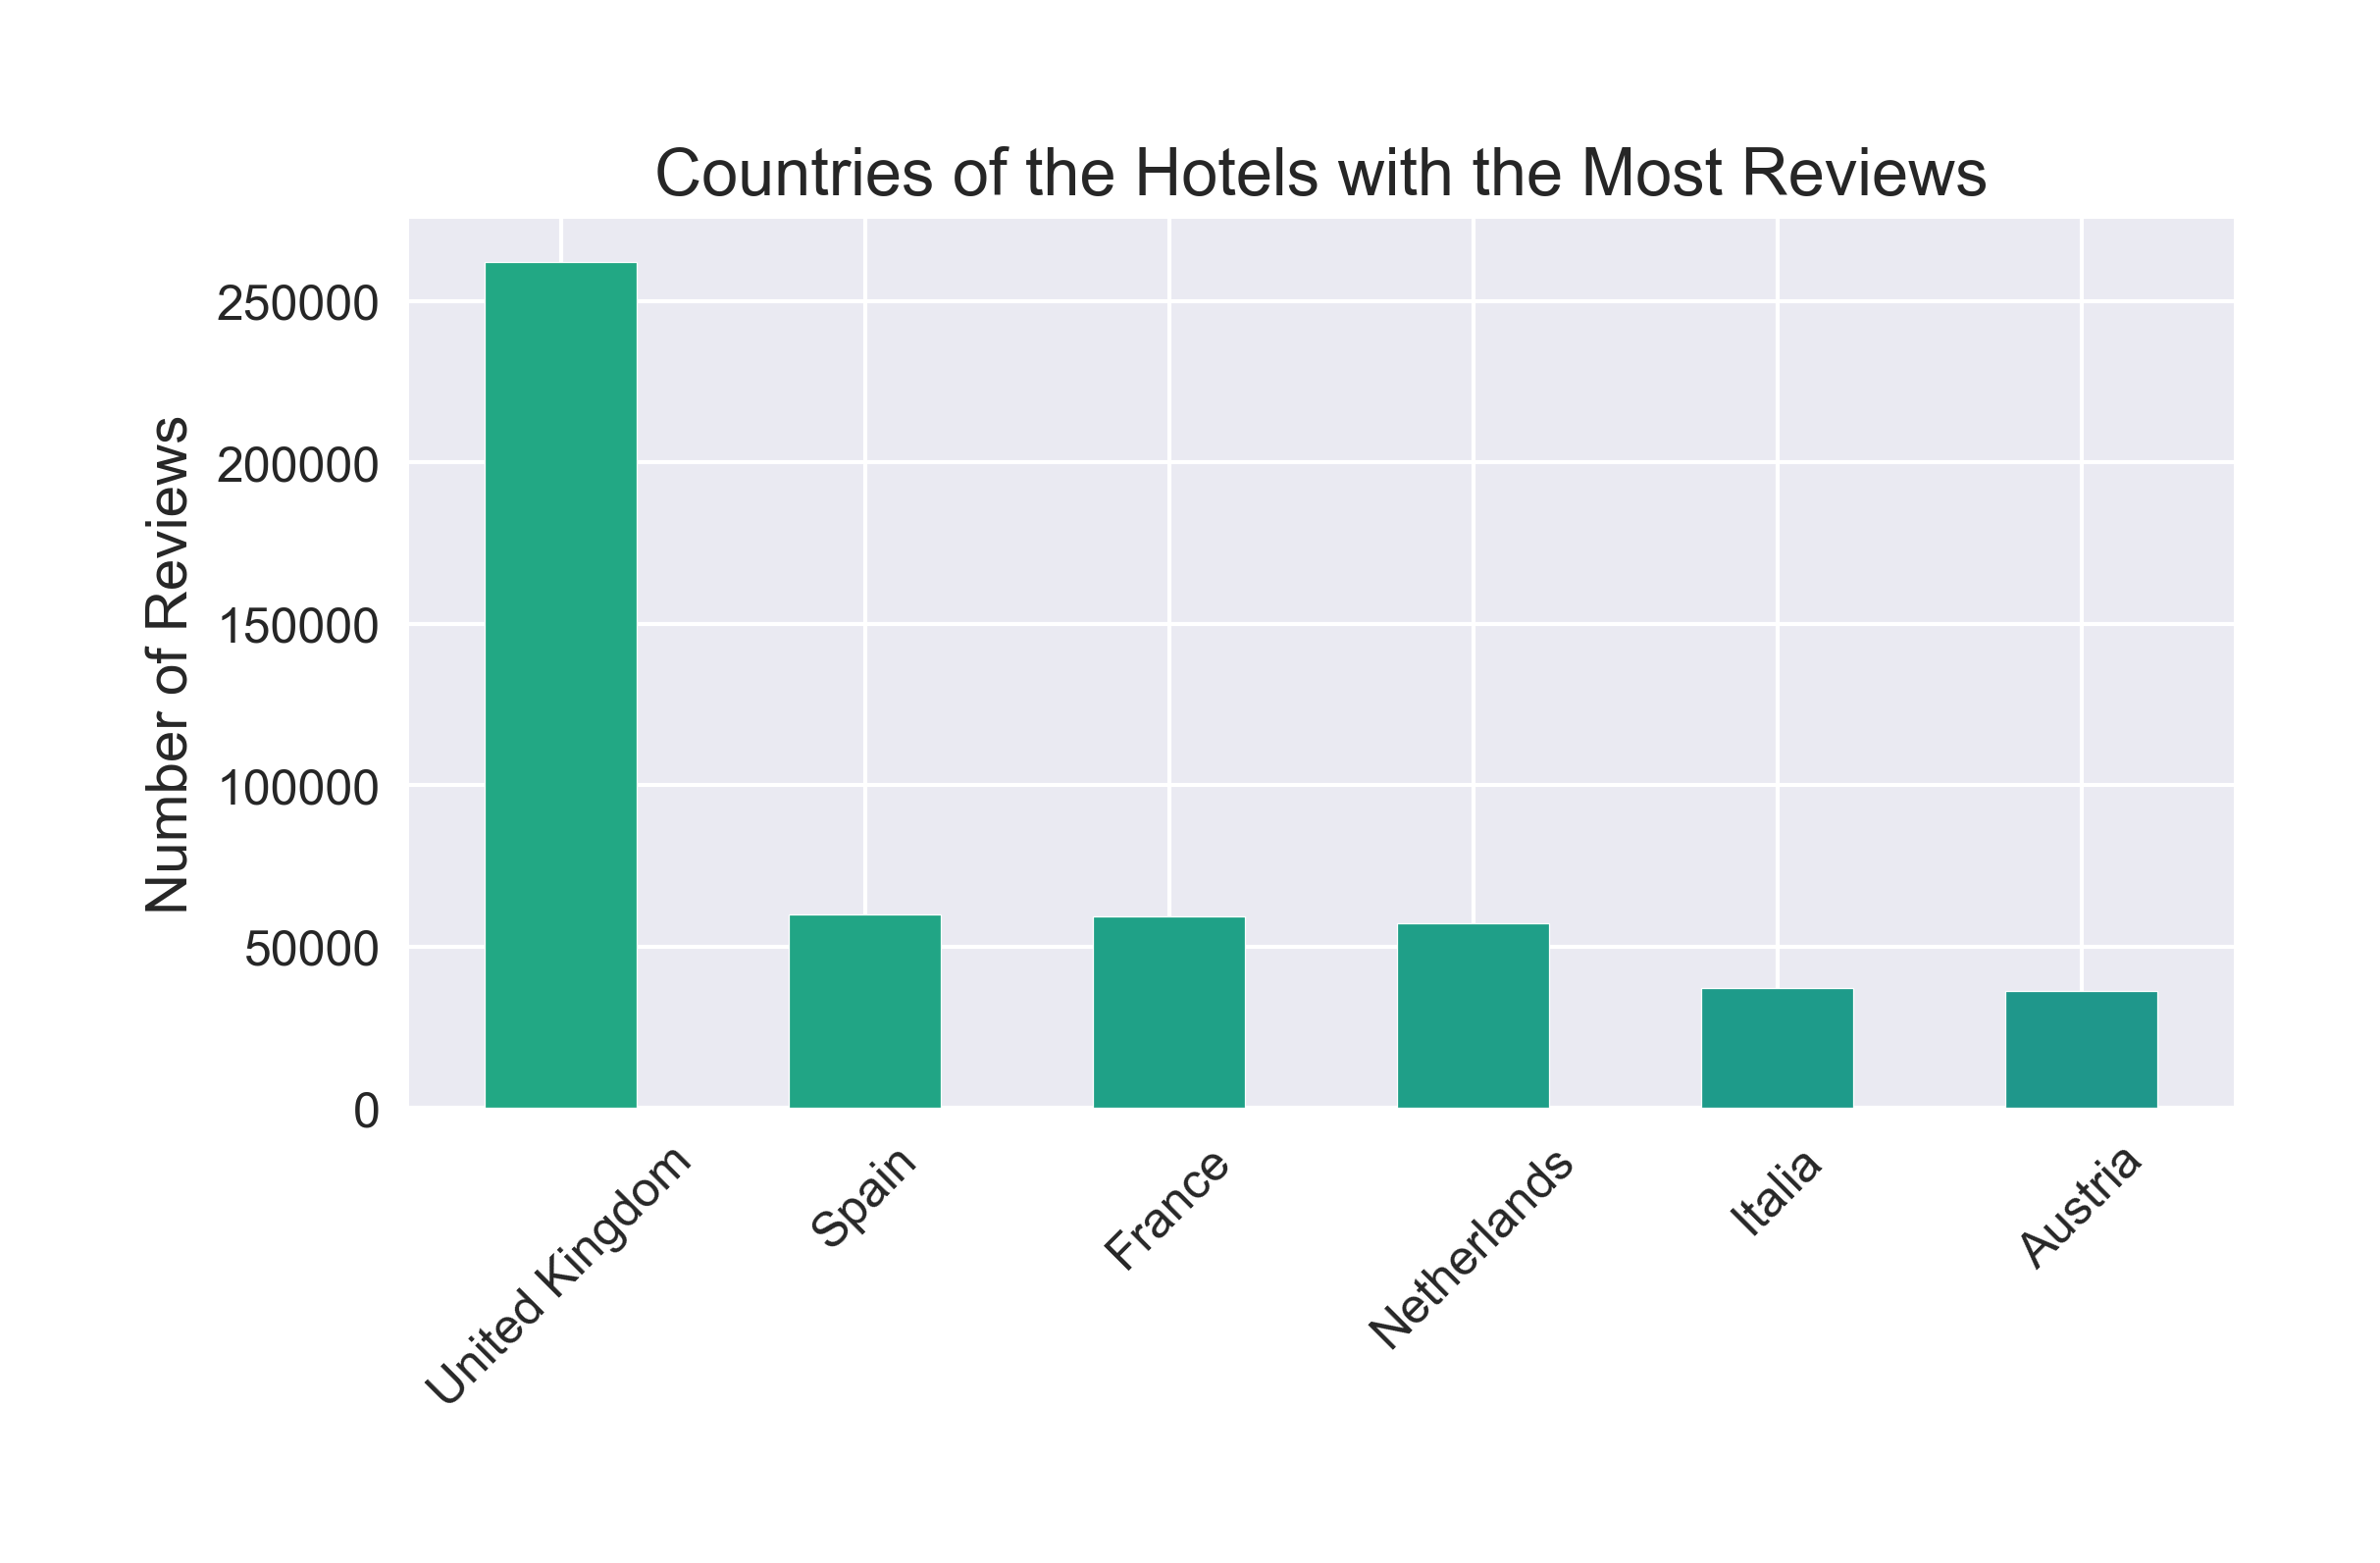 Countries of the Hotels with the Most Reviews
Number of Reviews
250000
200000
150000
100000
50000
0
United Kingdom
Spain
France
Netherlands
Itallia
Austria